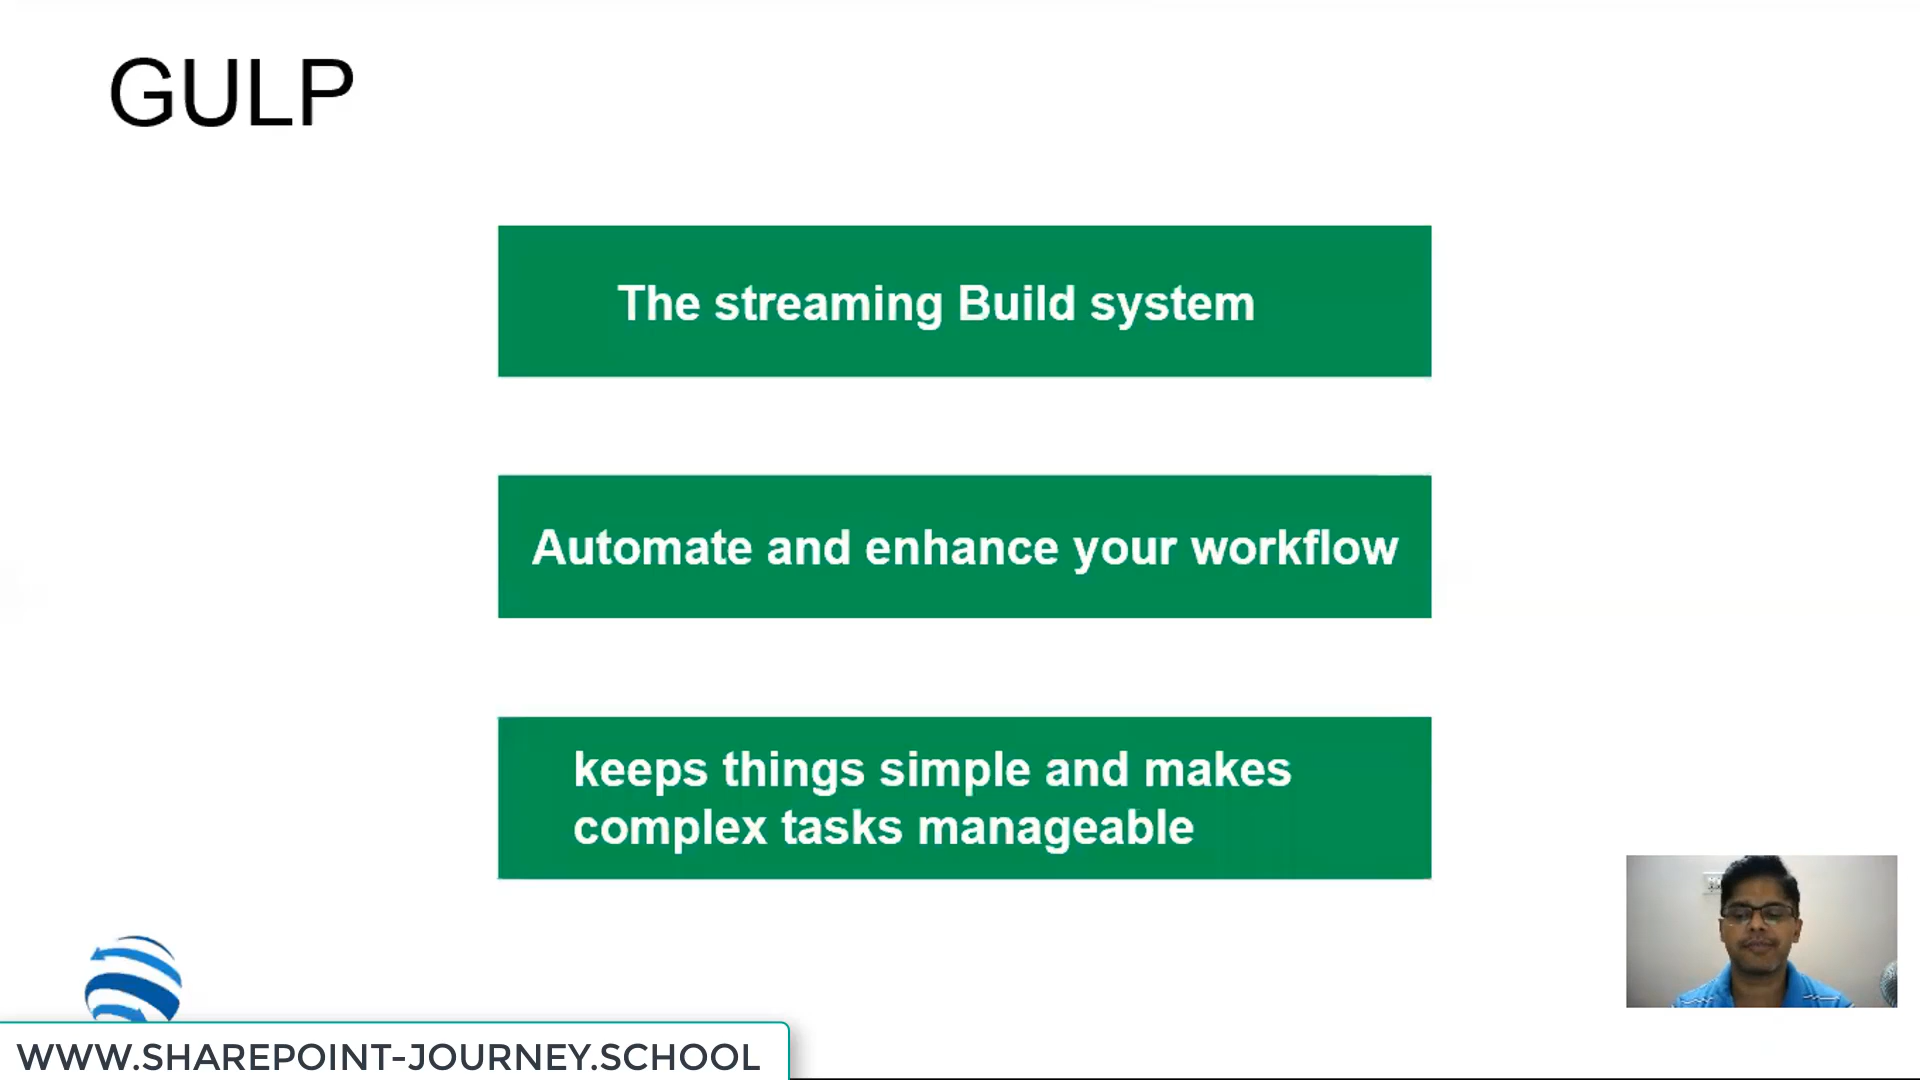 GULP
The streaming Build system
Automate and enhance your workflow
keeps things simple and makes
complex tasks manageable
WWW.SHAREPOINT-JOURNEY.SCHOOL